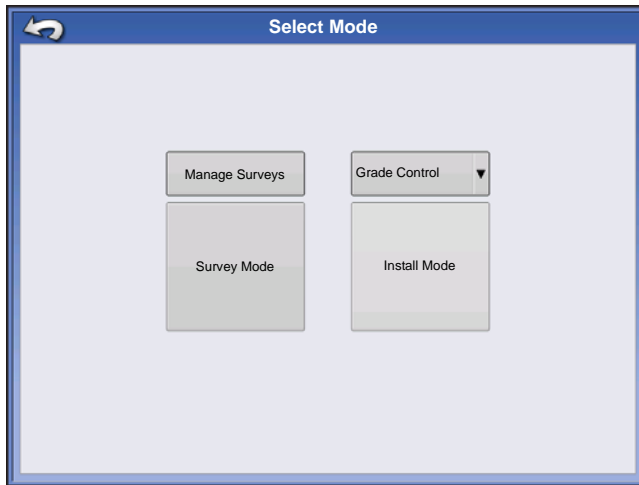 Select Mode
Manage Surveys
Grade Control
Survey Mode
Install Mode